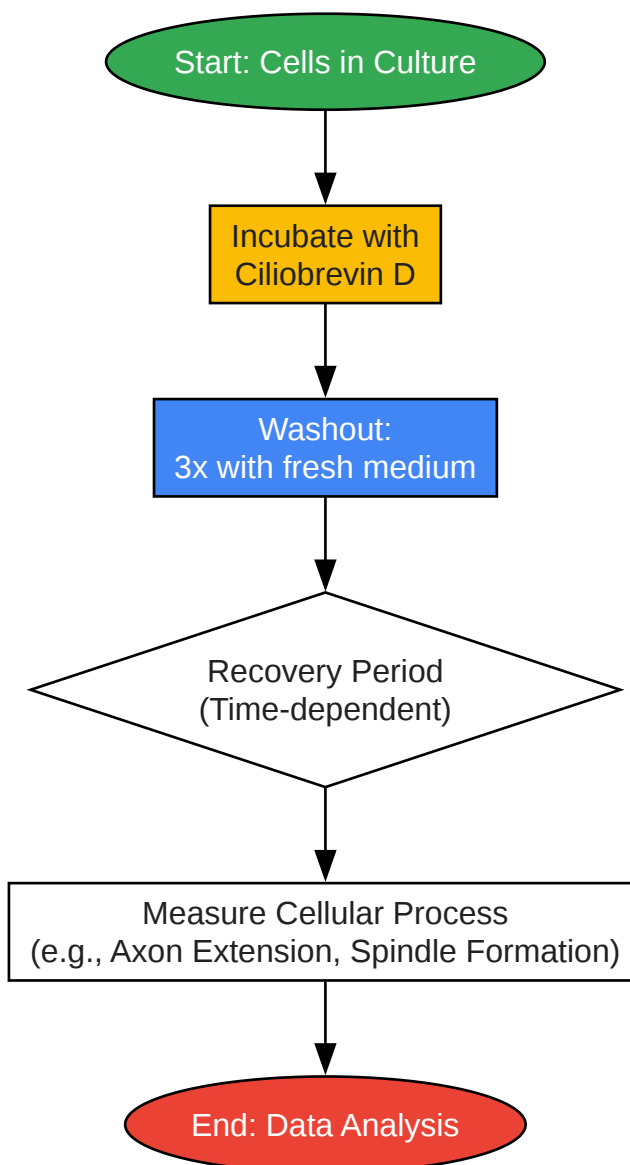 Start: Cells in Culture
Incubate with
Ciliobrevin D
Washout:
3x with fresh medium
Recovery Period
(Time-dependent)
Measure Cellular Process
(e.g., Axon Extension, Spindle Formation)
End: Data Analysis